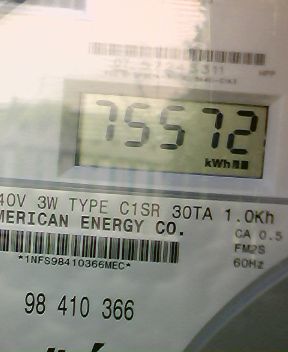 75572
kWh
40V 3W TYPE C1SR 30TA 1.0Kh
MERICAN ENERGY CO.
CA 0.5
FM2S
60Hz
*1NFS98410366MEC*
98 410 366